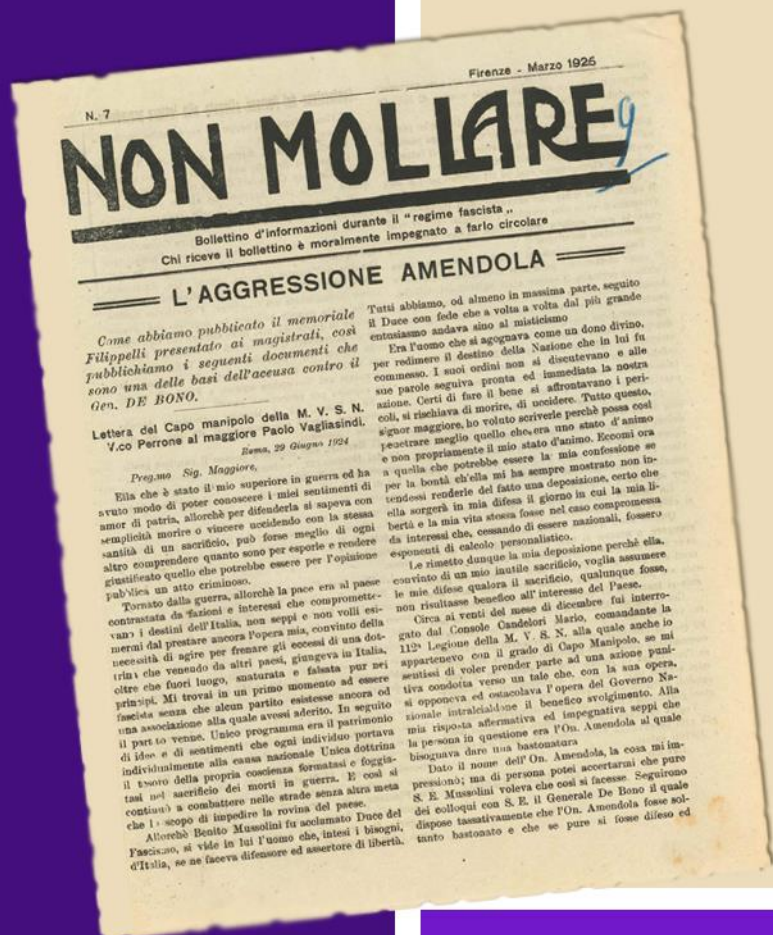 N. 7
Firenze - Marzo 1925
NON MOLLARE
9
Bollettino d'informazioni durante il "regime fascista „
Chi riceve il bollettino è moralmente impegnato a farlo circolare
L'AGGRESSIONE AMENDOLA
Come abbiamo pubblicato il memoriale
Filippelli presentato ai magistrati, così
pubblichiamo i seguenti documenti che
sono una delle basi dell'accusa contro il
Gen. DE BONO.
Lettera del Capo manipolo della M. V. S. N.
V.co Perrone al maggiore Paolo Vagliasindi.
Roma, 29 Giugno 1924
Preg.mo Sig. Maggiore,
Ella che è stato il mio superiore in guerra ed ha
avuto modo di poter conoscere i miei sentimenti di
amor di patria, allorchè per difenderla si sapeva con
semplicità morire o vincere uccidendo con la stessa
santità di un sacrificio, può forse meglio di ogni
altro comprendere quanto sono per esporle e rendere
giustificato quello che potrebbe essere per l'opinione
pubblica un atto criminoso.
Tornato dalla guerra, allorchè la pace era al paese
contrastata da fazioni e interessi che compromette-
vano i destini dell'Italia, non seppi e non volli esi-
mermi dal prestare ancora l'opera mia, convinto della
necessità di agire per frenare gli eccessi di una dot-
trina che venendo da altri paesi, giungeva in Italia,
oltre che fuori luogo, snaturata e falsata pur nei
principi. Mi trovai in un primo momento ad essere
fascista senza che alcun partito esistesse ancora od
una associazione alla quale avessi aderito. In seguito
il partito venne. Unico programma era il patrimonio
di idee e di sentimenti che ogni individuo portava
individualmente alla causa nazionale Unica dottrina
il tesoro della propria coscienza formatasi e foggia-
tasi nel sacrificio dei morti in guerra. E così si
continuò a combattere nelle strade senza altra meta
che lo scopo di impedire la rovina del paese.
Allorchè Benito Mussolini fu acclamato Duce del
Fascismo, si vide in lui l'uomo che, intesi i bisogni,
d'Italia, se ne faceva difensore ed assertore di libertà.
Tutti abbiamo, od almeno in massima parte, seguito
il Duce con fede che a volta a volta dal più grande
entusiasmo andava sino al misticismo
Era l'uomo che si agognava come un dono divino,
per redimere il destino della Nazione che in lui fu
commesso. I suoi ordini non si discutevano e alle
sue parole seguiva pronta ed immediata la nostra
azione. Certi di fare il bene si affrontavano i peri-
coli, si rischiava di morire, di uccidere. Tutto questo,
signor maggiore, ho voluto scriverle perchè possa così
penetrare meglio quello che era uno stato d'animo
e non propriamente il mio stato d'animo. Eccomi ora
a quella che potrebbe essere la mia confessione se
per la bontà ch'ella mi ha sempre mostrato non in-
tendessi renderle del fatto una deposizione, certo che
ella sorgerà in mia difesa il giorno in cui la mia li-
bertà e la mia vita stessa fosse nel caso compromessa
da interessi che, cessando di essere nazionali, fossero
esponenti di calcolo personalistico.
Le rimetto dunque la mia deposizione perchè ella,
convinto di un mio inutile sacrificio, voglia assumere
le mie difese qualora il sacrificio, qualunque fosse,
non risultasse benefico all'interesse del Paese.
Circa ai venti del mese di dicembre fui interro-
gato dal Console Candelori Mario, comandante la
112ª Legione della M. V. S. N. alla quale anche io
appartenevo con il grado di Capo Manipolo, se mi
sentissi di voler prender parte ad una azione puni-
tiva condotta verso un tale che, con la sua opera,
si opponeva ed ostacolava l'opera del Governo Na-
zionale intralciandone il benefico svolgimento. Alla
mia risposta affermativa ed impegnativa seppi che
la persona in questione era l'On. Amendola al quale
bisognava dare una bastonatura
Dato il nome dell'On. Amendola, la cosa mi im-
pressionò; ma di persona potei accertarmi che pure
S. E. Mussolini voleva che così si facesse. Seguirono
dei colloqui con S. E. il Generale De Bono il quale
dispose tassativamente che l'On. Amendola fosse sol-
tanto bastonato e che se pure si fosse difeso ed